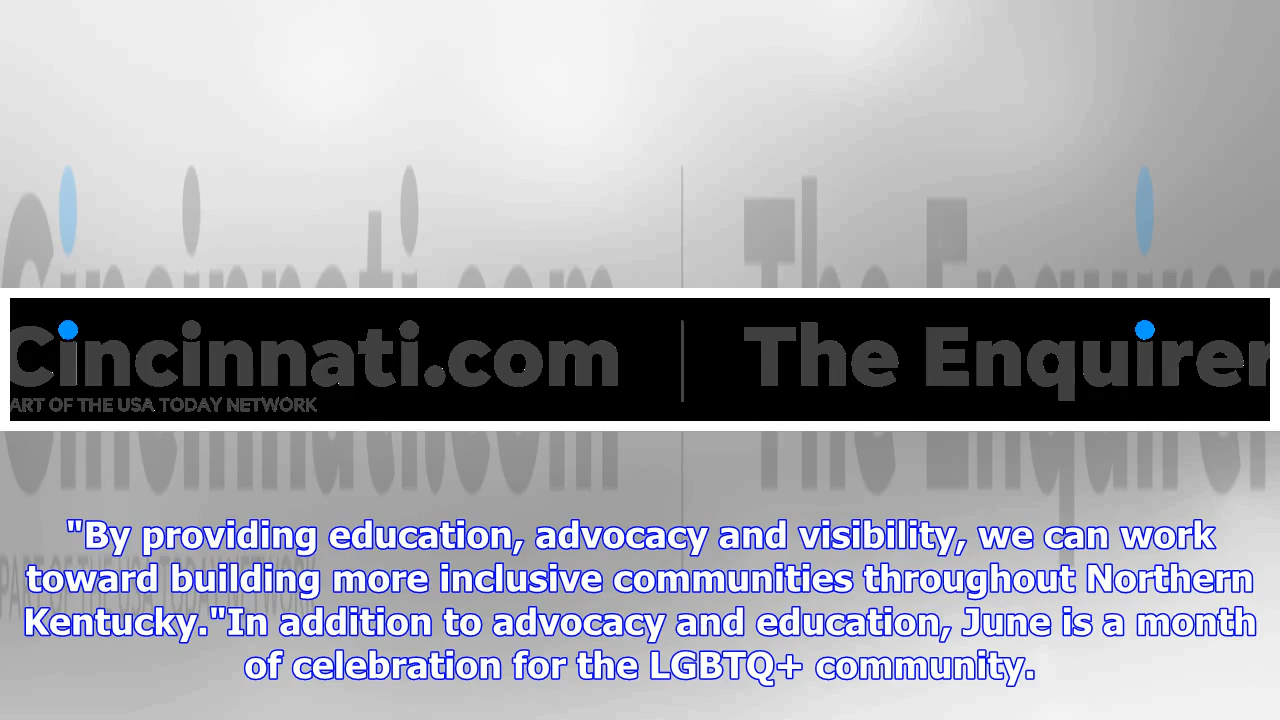 Cincinnati.com | The Enquirer
ART OF THE USA TODAY NETWORK
"By providing education, advocacy and visibility, we can work
toward building more inclusive communities throughout Northern
Kentucky."In addition to advocacy and education, June is a month
of celebration for the LGBTQ+ community.